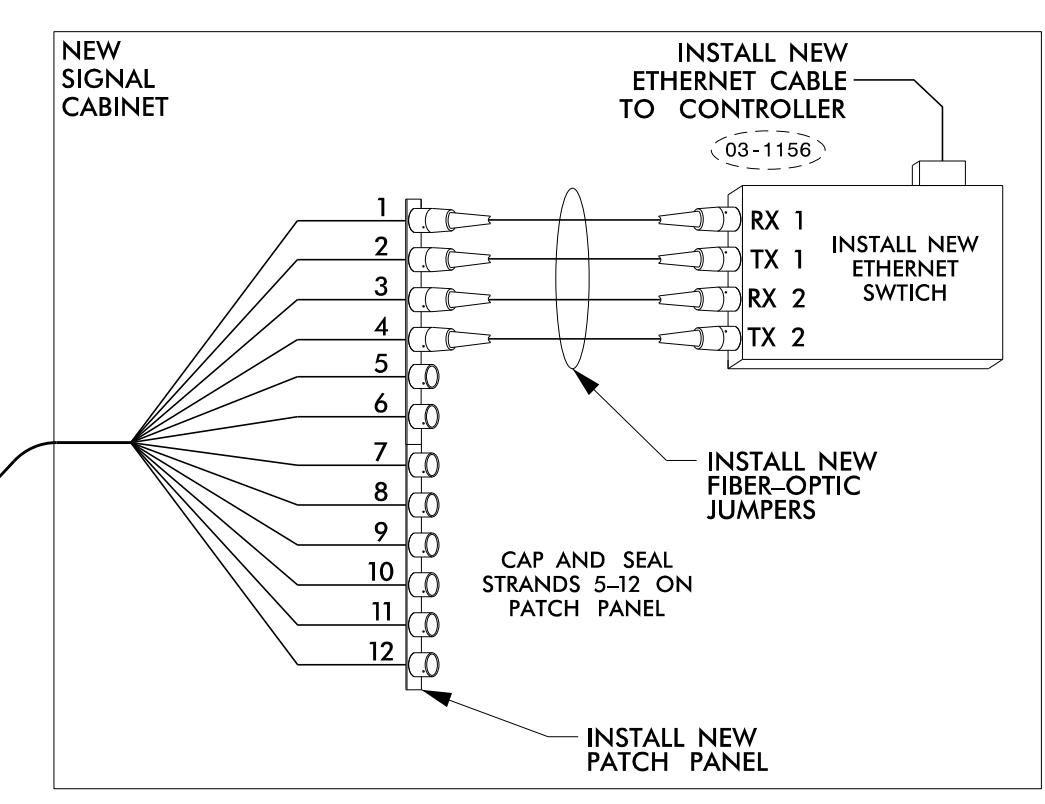 NEW
SIGNAL
CABINET
INSTALL NEW
ETHERNET CABLE
TO CONTROLLER
03-1156
1
2
3
4
5
6
7
8
9
10
11
12
RX 1
TX 1
RX 2
TX 2
INSTALL NEW
ETHERNET
SWTICH
INSTALL NEW
FIBER–OPTIC
JUMPERS
CAP AND SEAL
STRANDS 5–12 ON
PATCH PANEL
INSTALL NEW
PATCH PANEL